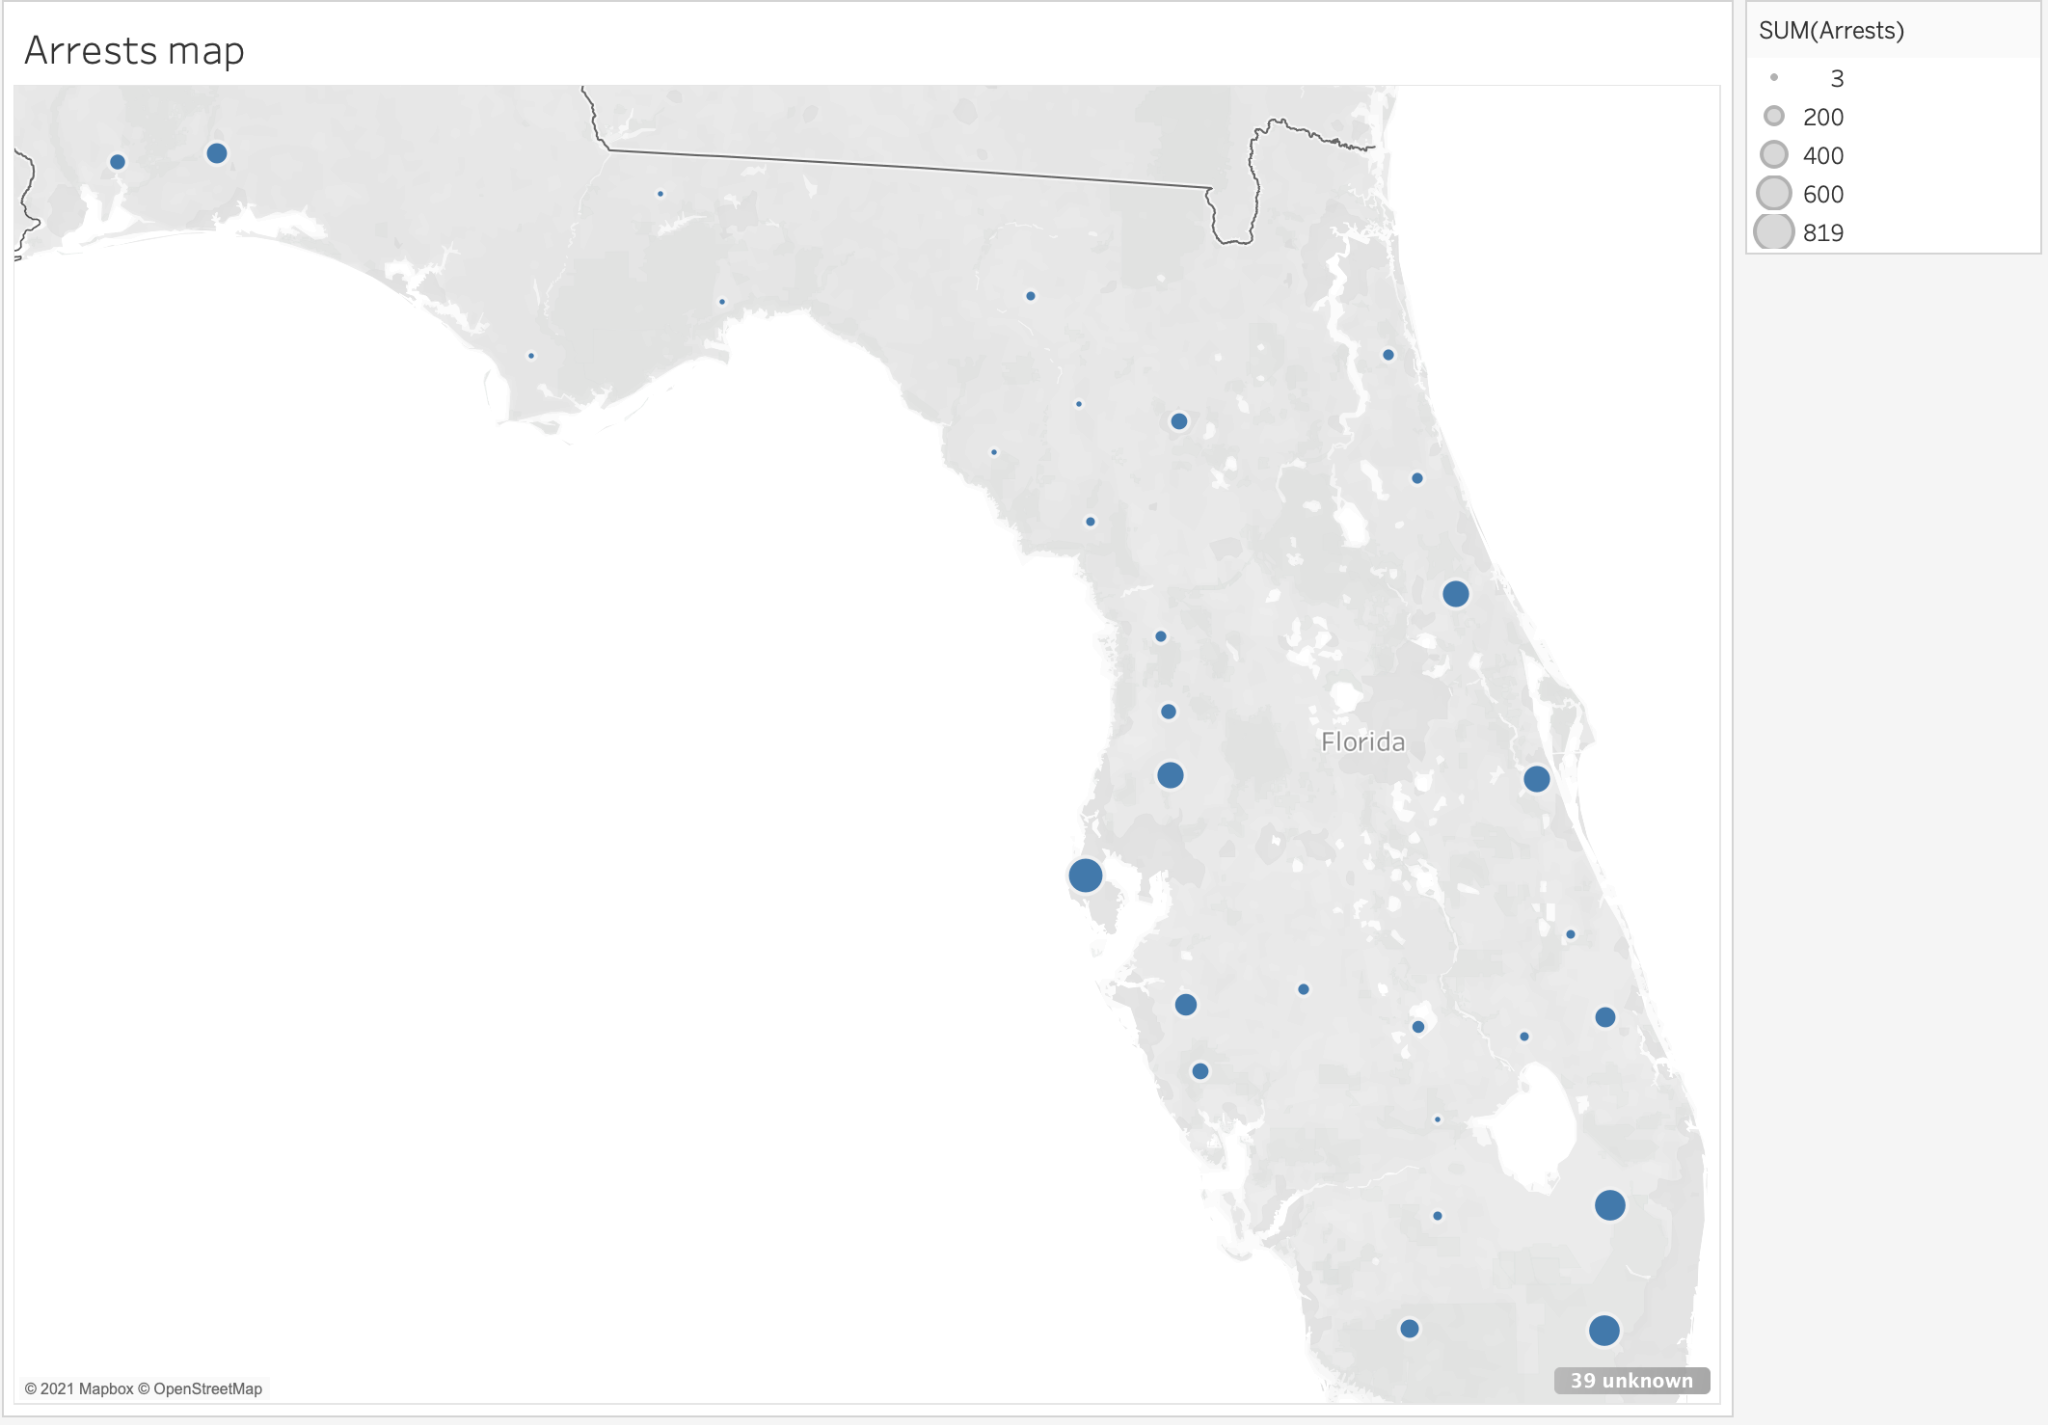 Arrests map
SUM(Arrests)
3
200
400
600
819
Florida
© 2021 Mapbox © OpenStreetMap
39 unknown